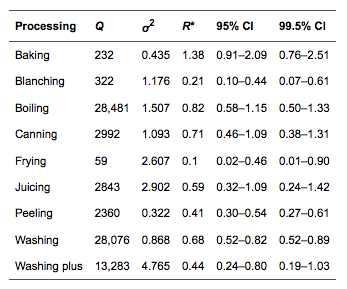 Processing Q σ² R* 95% CI 99.5% CI
Baking 232 0.435 1.38 0.91–2.09 0.76–2.51
Blanching 322 1.176 0.21 0.10–0.44 0.07–0.61
Boiling 28,481 1.507 0.82 0.58–1.15 0.50–1.33
Canning 2992 1.093 0.71 0.46–1.09 0.38–1.31
Frying 59 2.607 0.1 0.02–0.46 0.01–0.90
Juicing 2843 2.902 0.59 0.32–1.09 0.24–1.42
Peeling 2360 0.322 0.41 0.30–0.54 0.27–0.61
Washing 28,076 0.868 0.68 0.52–0.82 0.52–0.89
Washing plus 13,283 4.765 0.44 0.24–0.80 0.19–1.03